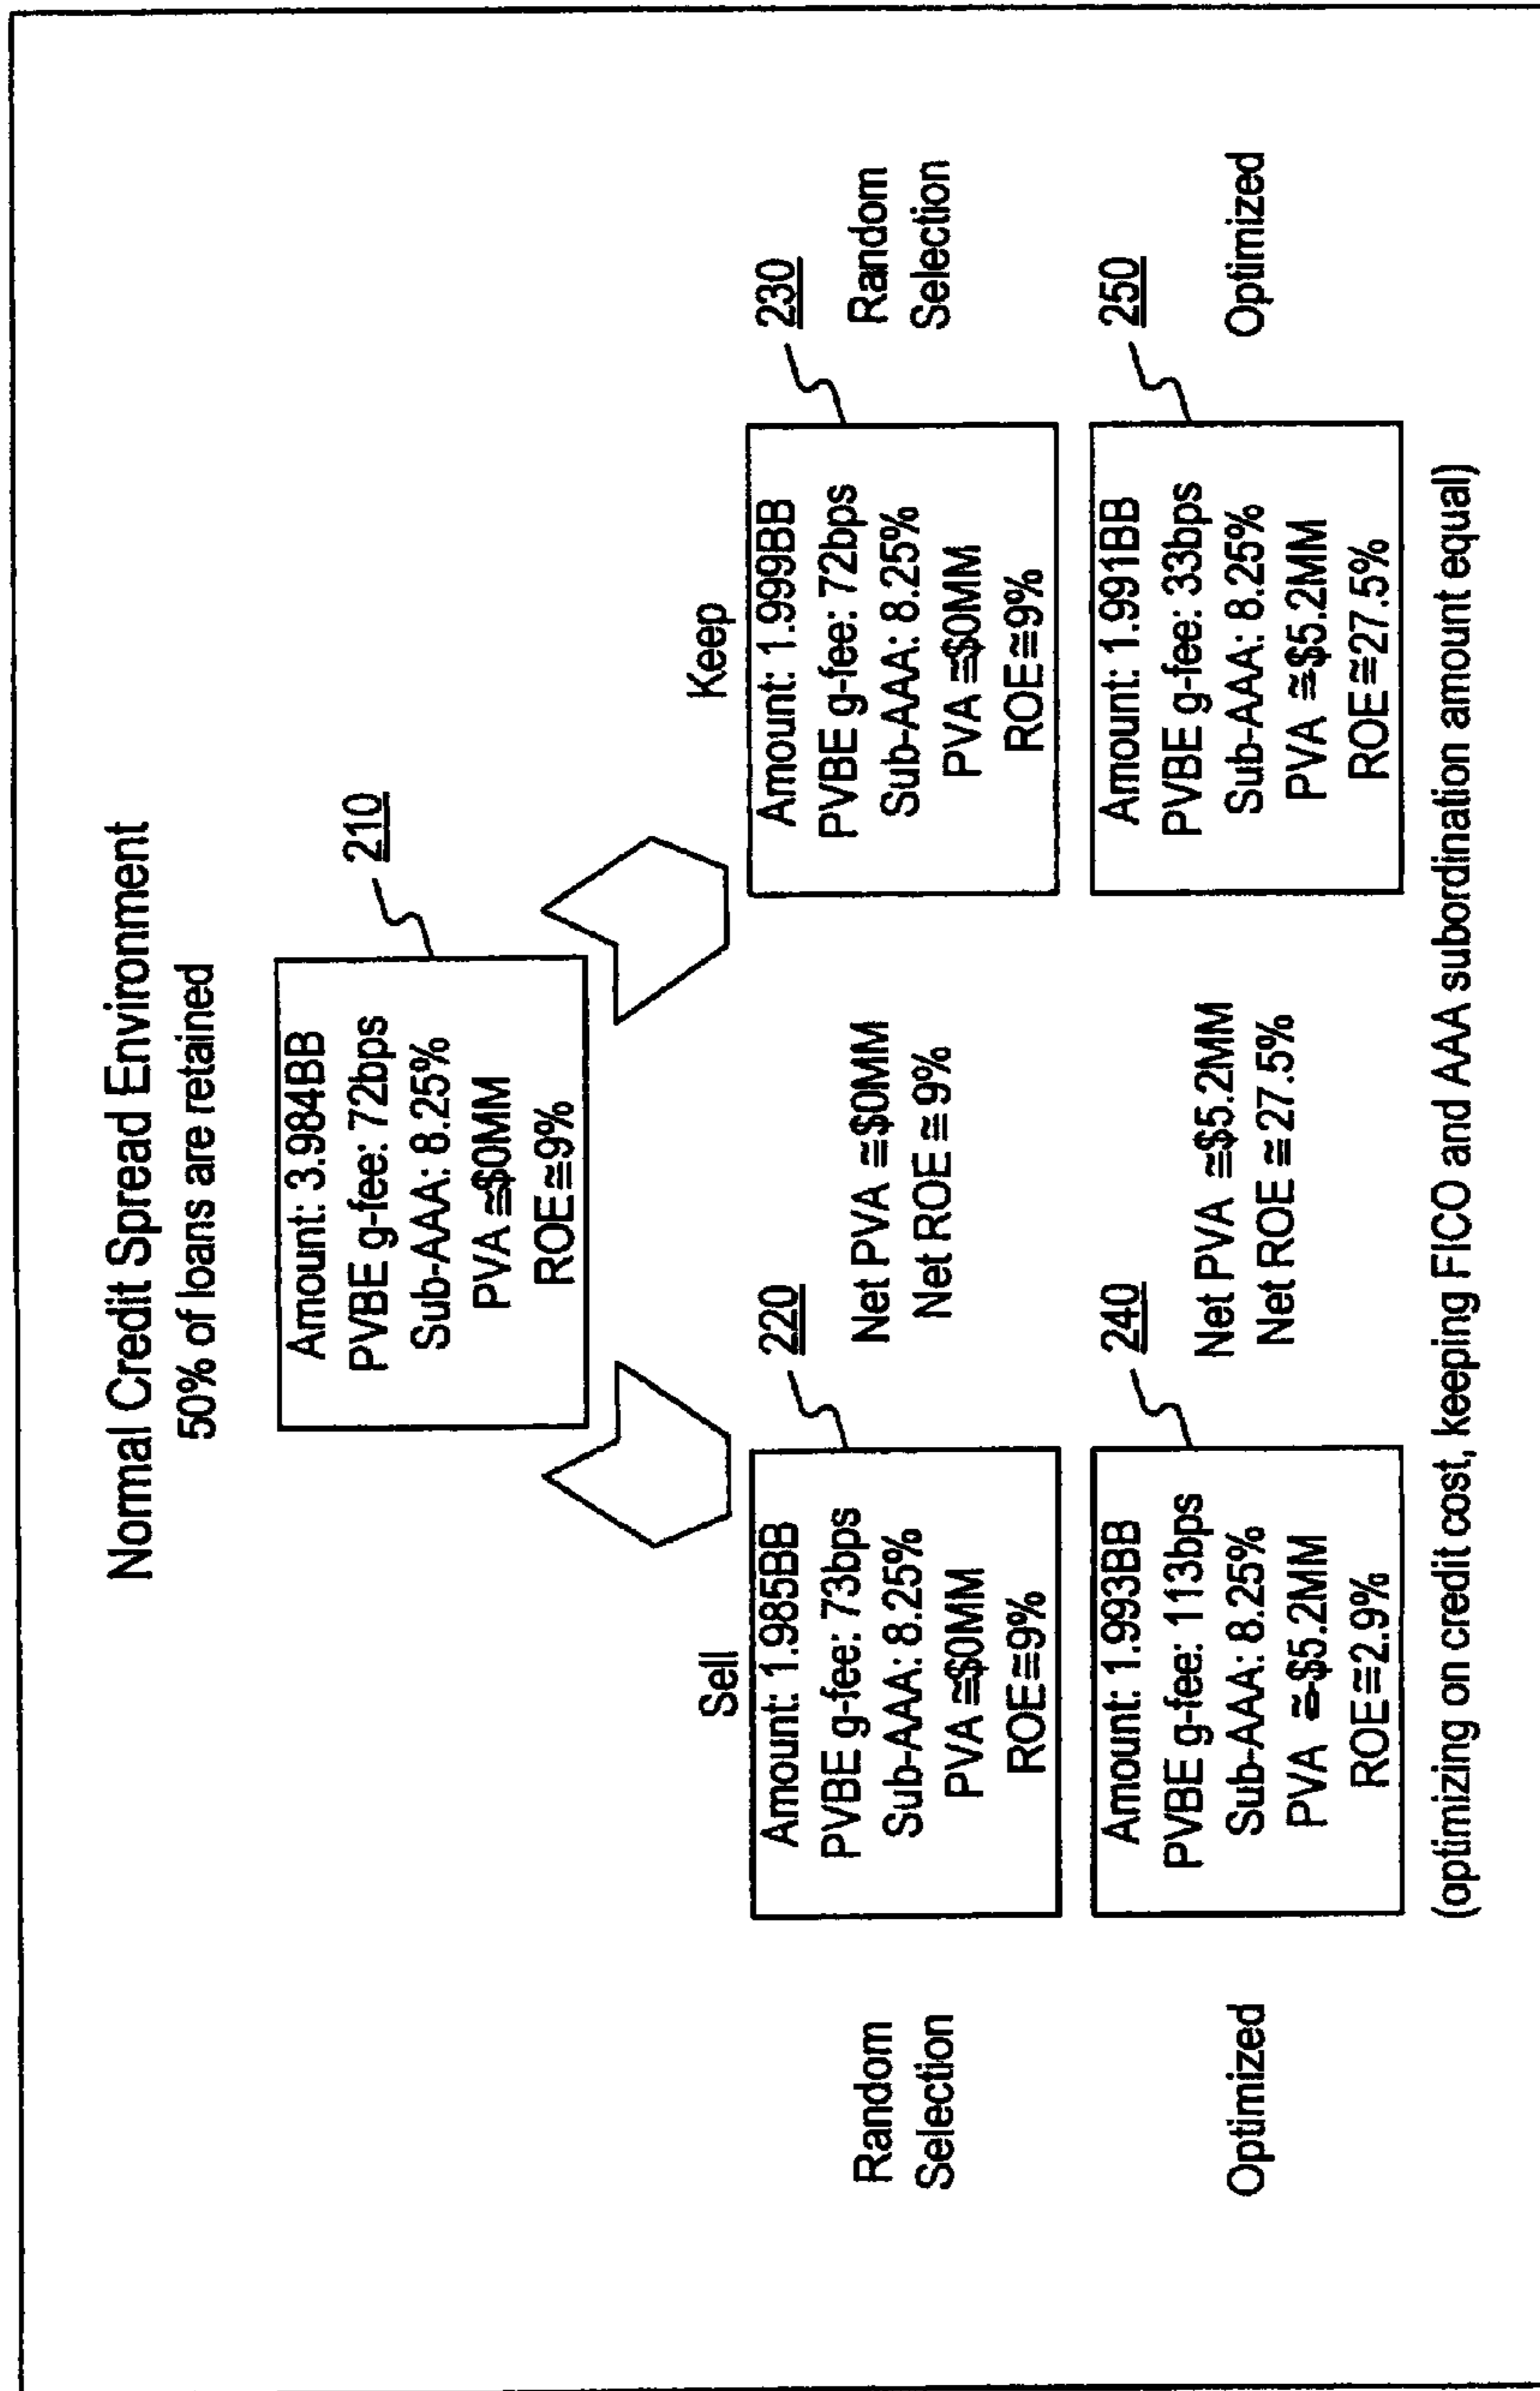 Normal Credit Spread Environment
50% of loans are retained
210
Amount: 3.984BB
PVBE g-fee: 72bps
Sub-AAA: 8.25%
PVA ≅$0MM
ROE≅9%
Sell
Keep
Random
Selection
220
Amount: 1.985BB
PVBE g-fee: 73bps
Sub-AAA: 8.25%
PVA ≅$0MM
ROE≅9%
Net PVA ≅$0MM
Net ROE ≅9%
230
Amount: 1.999BB
PVBE g-fee: 72bps
Sub-AAA: 8.25%
PVA ≅$0MM
ROE≅9%
Random
Selection
Optimized
240
Amount: 1.993BB
PVBE g-fee: 113bps
Sub-AAA: 8.25%
PVA ≅-$5.2MM
ROE≅2.9%
Net PVA ≅$5.2MM
Net ROE ≅27.5%
250
Amount: 1.991BB
PVBE g-fee: 33bps
Sub-AAA: 8.25%
PVA ≅$5.2MM
ROE≅27.5%
Optimized
(optimizing on credit cost, keeping FICO and AAA subordination amount equal)